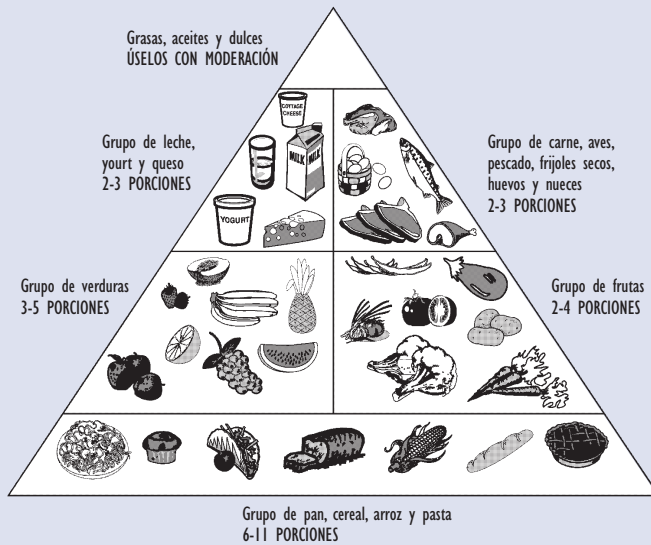 Grasas, aceites y dulces
ÚSELOS CON MODERACIÓN
COTTAGE
CHEESE
Grupo de leche,
yourt y queso
2-3 PORCIONES
MILK MILK
YOGURT
Grupo de carne, aves,
pescado, frijoles secos,
huevos y nueces
2-3 PORCIONES
Grupo de verduras
3-5 PORCIONES
Grupo de frutas
2-4 PORCIONES
Grupo de pan, cereal, arroz y pasta
6-11 PORCIONES